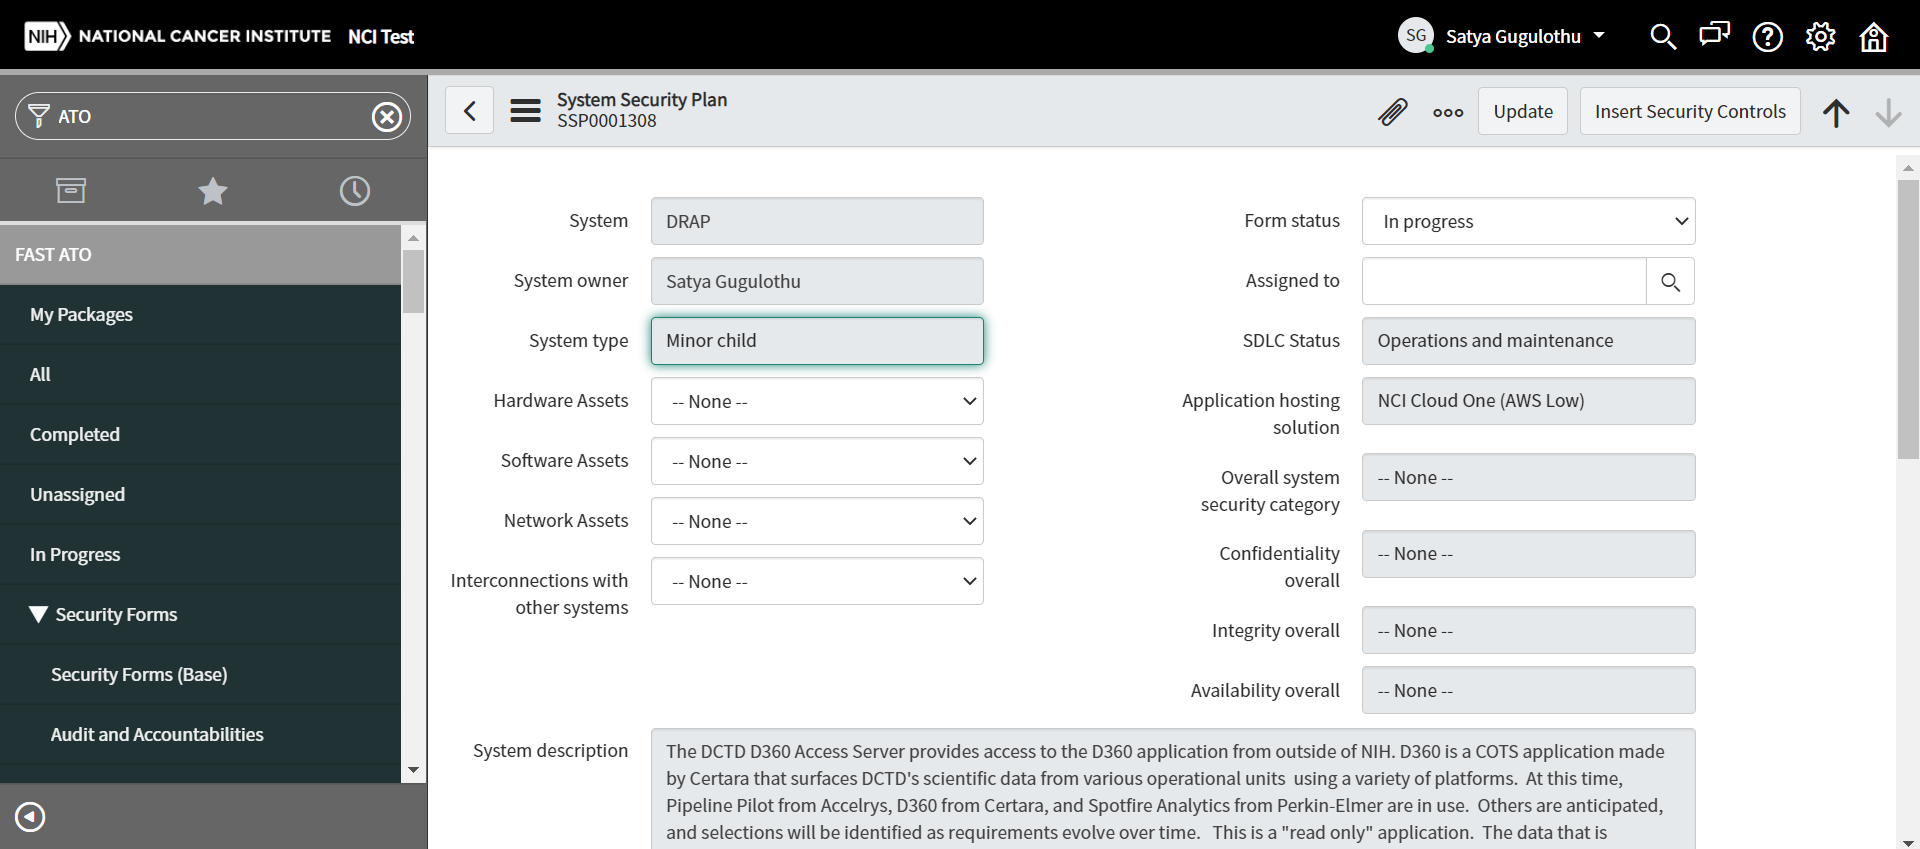 NIH NATIONAL CANCER INSTITUTE NCI Test
SG Satya Gugulothu
ATO
FAST ATO
My Packages
All
Completed
Unassigned
In Progress
Security Forms
Security Forms (Base)
Audit and Accountabilities
System Security Plan
SSP0001308
Update
Insert Security Controls
System DRAP
System owner Satya Gugulothu
System type Minor child
Hardware Assets -- None --
Software Assets -- None --
Network Assets -- None --
Interconnections with -- None --
other systems
Form status In progress
Assigned to
SDLC Status Operations and maintenance
Application hosting NCI Cloud One (AWS Low)
solution
Overall system -- None --
security category
Confidentiality -- None --
overall
Integrity overall -- None --
Availability overall -- None --
System description The DCTD D360 Access Server provides access to the D360 application from outside of NIH. D360 is a COTS application made
by Certara that surfaces DCTD's scientific data from various operational units using a variety of platforms. At this time,
Pipeline Pilot from Accelrys, D360 from Certara, and Spotfire Analytics from Perkin-Elmer are in use. Others are anticipated,
and selections will be identified as requirements evolve over time. This is a "read only" application. The data that is